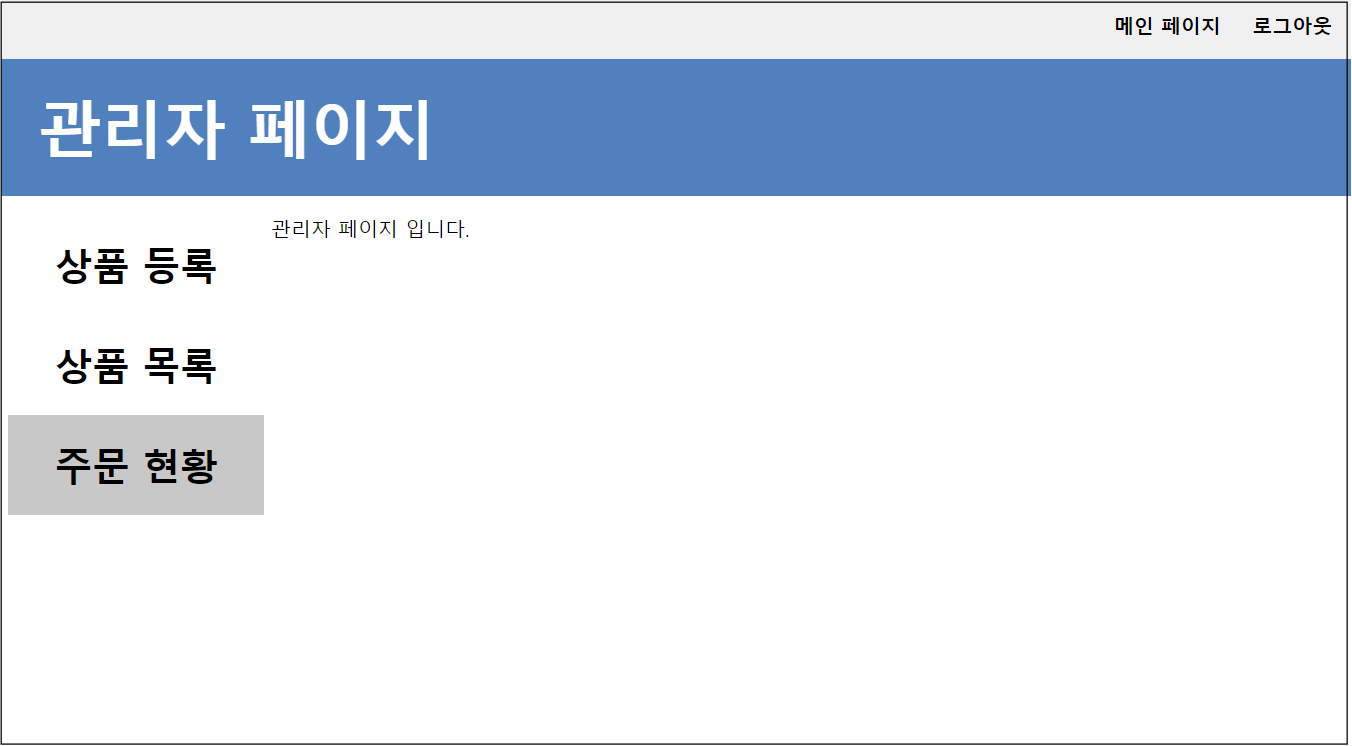 메인 페이지 로그아웃
관리자 페이지
관리자 페이지 입니다.
상품 등록
상품 목록
주문 현황